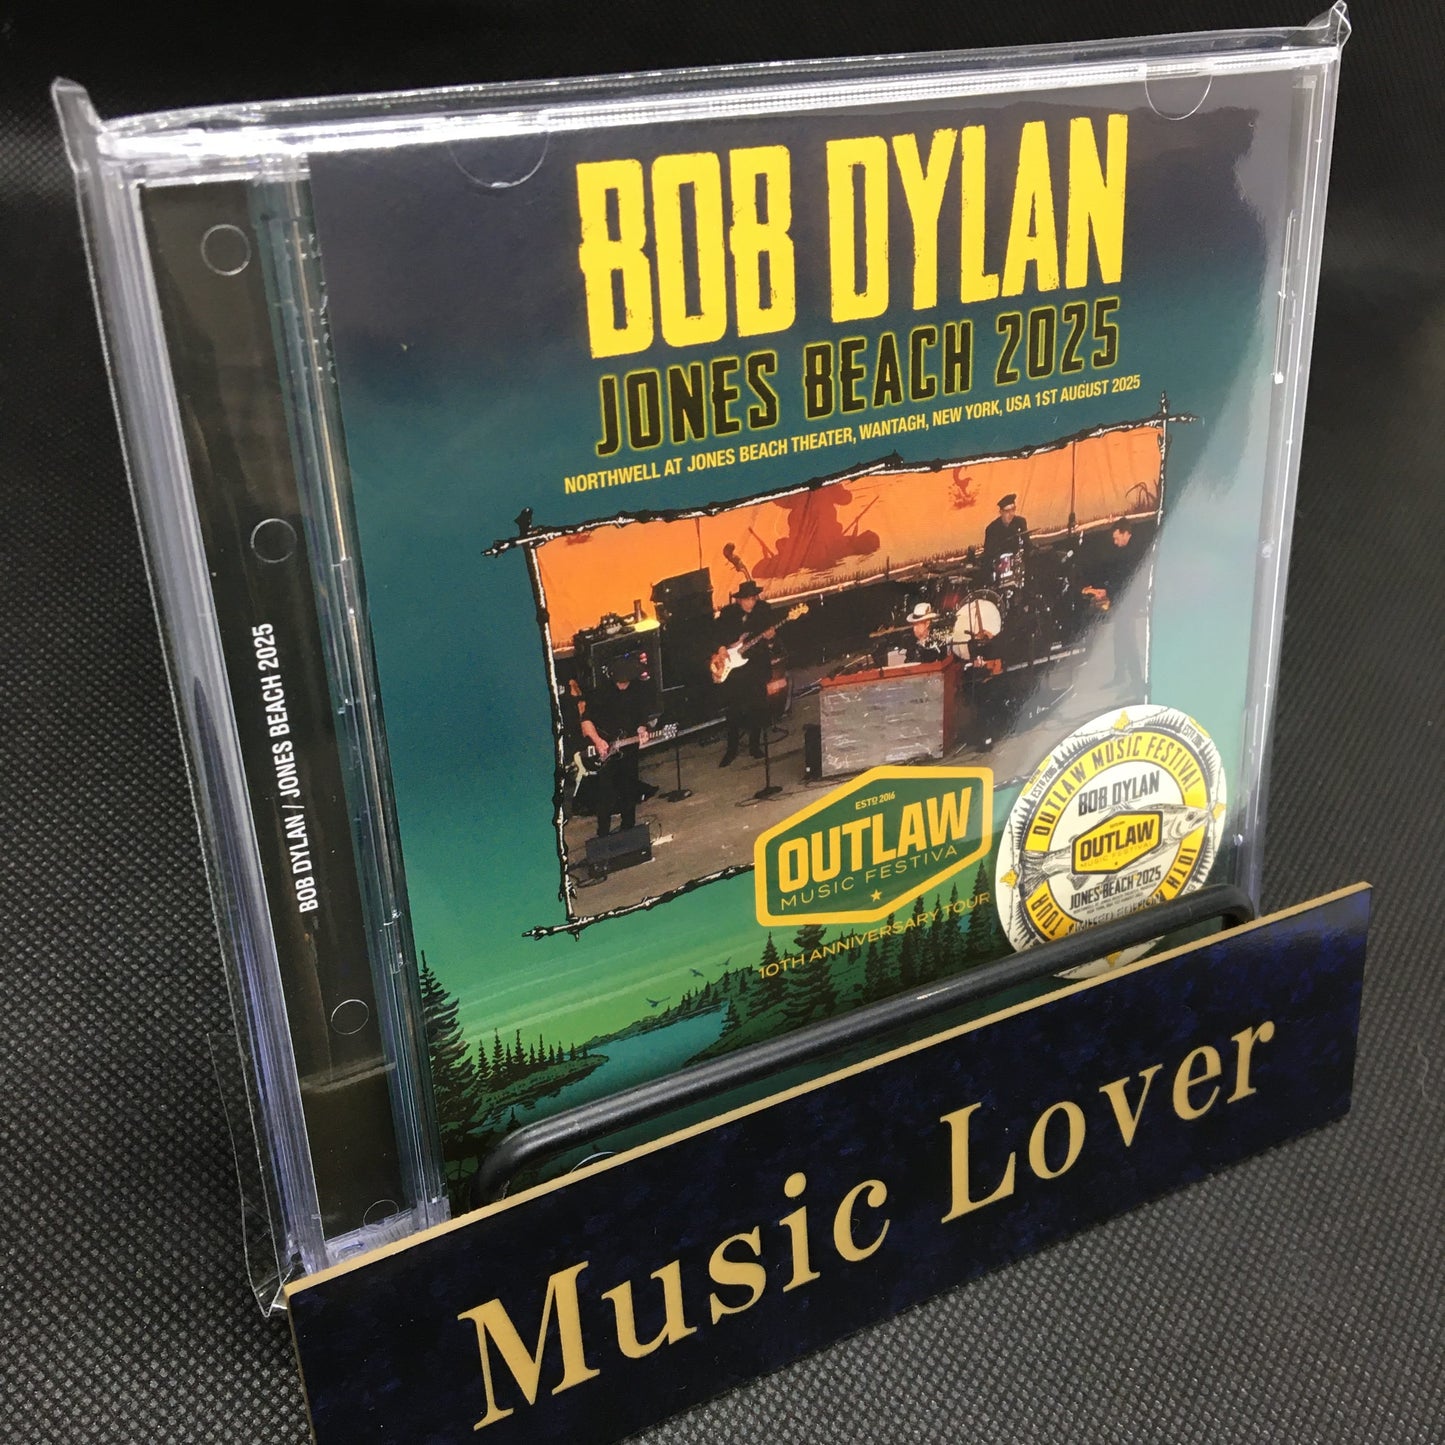 BOB DYLAN
JONES BEACH 2025
NORTHWELL AT JONES BEACH THEATER, WANTAGH, NEW YORK, USA 1ST AUGUST 2025
BOB DYLAN / JONES BEACH 2025
ESTD 2016
OUTLAW
MUSIC FESTIVA
10TH ANNIVERSARY TOUR
OUTLAW MUSIC FESTIVAL
ESTD 2016
BOB DYLAN
OUTLAW
MUSIC FESTIVAL
JONES BEACH 2025
10TH
TOUR
Music Lover